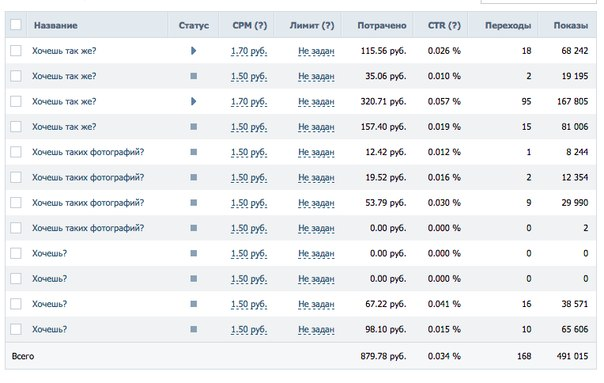 Название Статус CPM (?) Лимит (?) Потрачено CTR (?) Переходы Показы
Хочешь так же? 1.70 руб. Не задан 115.56 руб. 0.026 % 18 68 242
Хочешь так же? 1.50 руб. Не задан 35.06 руб. 0.010 % 2 19 195
Хочешь так же? 1.70 руб. Не задан 320.71 руб. 0.057 % 95 167 805
Хочешь так же? 1.50 руб. Не задан 157.40 руб. 0.019 % 15 81 006
Хочешь таких фотографий? 1.50 руб. Не задан 12.42 руб. 0.012 % 1 8 244
Хочешь таких фотографий? 1.50 руб. Не задан 19.52 руб. 0.016 % 2 12 354
Хочешь таких фотографий? 1.50 руб. Не задан 53.79 руб. 0.030 % 9 29 990
Хочешь таких фотографий? 1.50 руб. Не задан 0.00 руб. 0.000 % 0 2
Хочешь? 1.50 руб. Не задан 0.00 руб. 0.000 % 0 0
Хочешь? 1.50 руб. Не задан 0.00 руб. 0.000 % 0 0
Хочешь? 1.50 руб. Не задан 67.22 руб. 0.041 % 16 38 571
Хочешь? 1.50 руб. Не задан 98.10 руб. 0.015 % 10 65 606
Всего 879.78 руб. 0.034 % 168 491 015